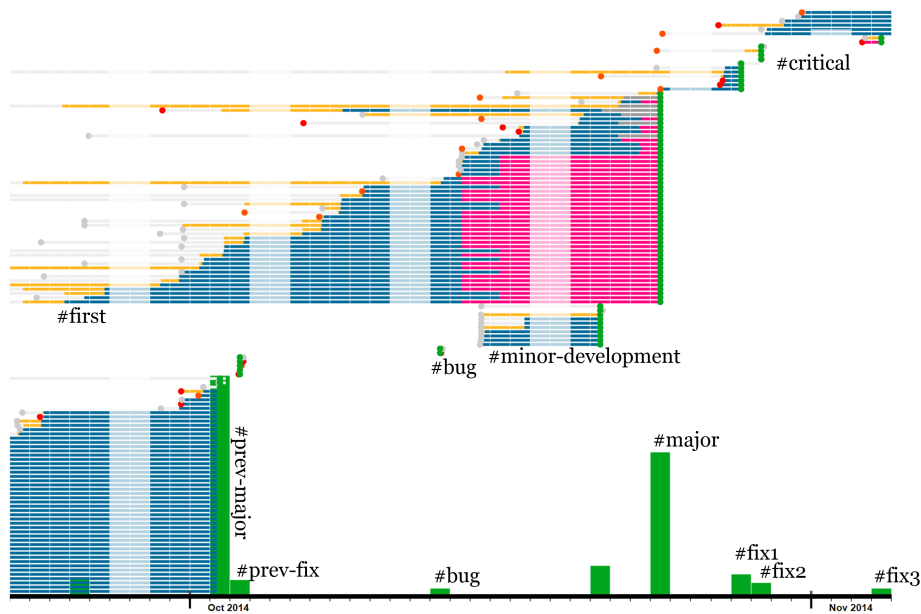 #critical
#first
#minor-development
#bug
#prev-major
#major
#prev-fix
#bug
#fix1
#fix2
#fix3
Oct 2014
Nov 2014